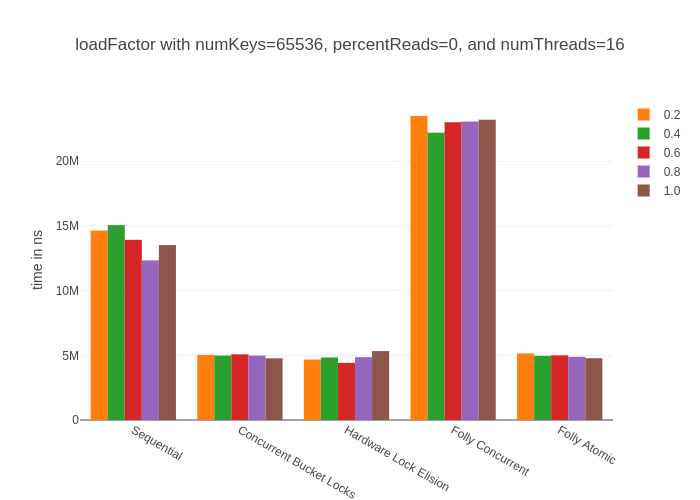 loadFactor with numKeys=65536, percentReads=0, and numThreads=16
0.2
0.4
0.6
0.8
1.0
20M
15M
10M
5M
0
time in ns
Sequential
Concurrent Bucket Locks
Hardware Lock Elision
Folly Concurrent
Folly Atomic